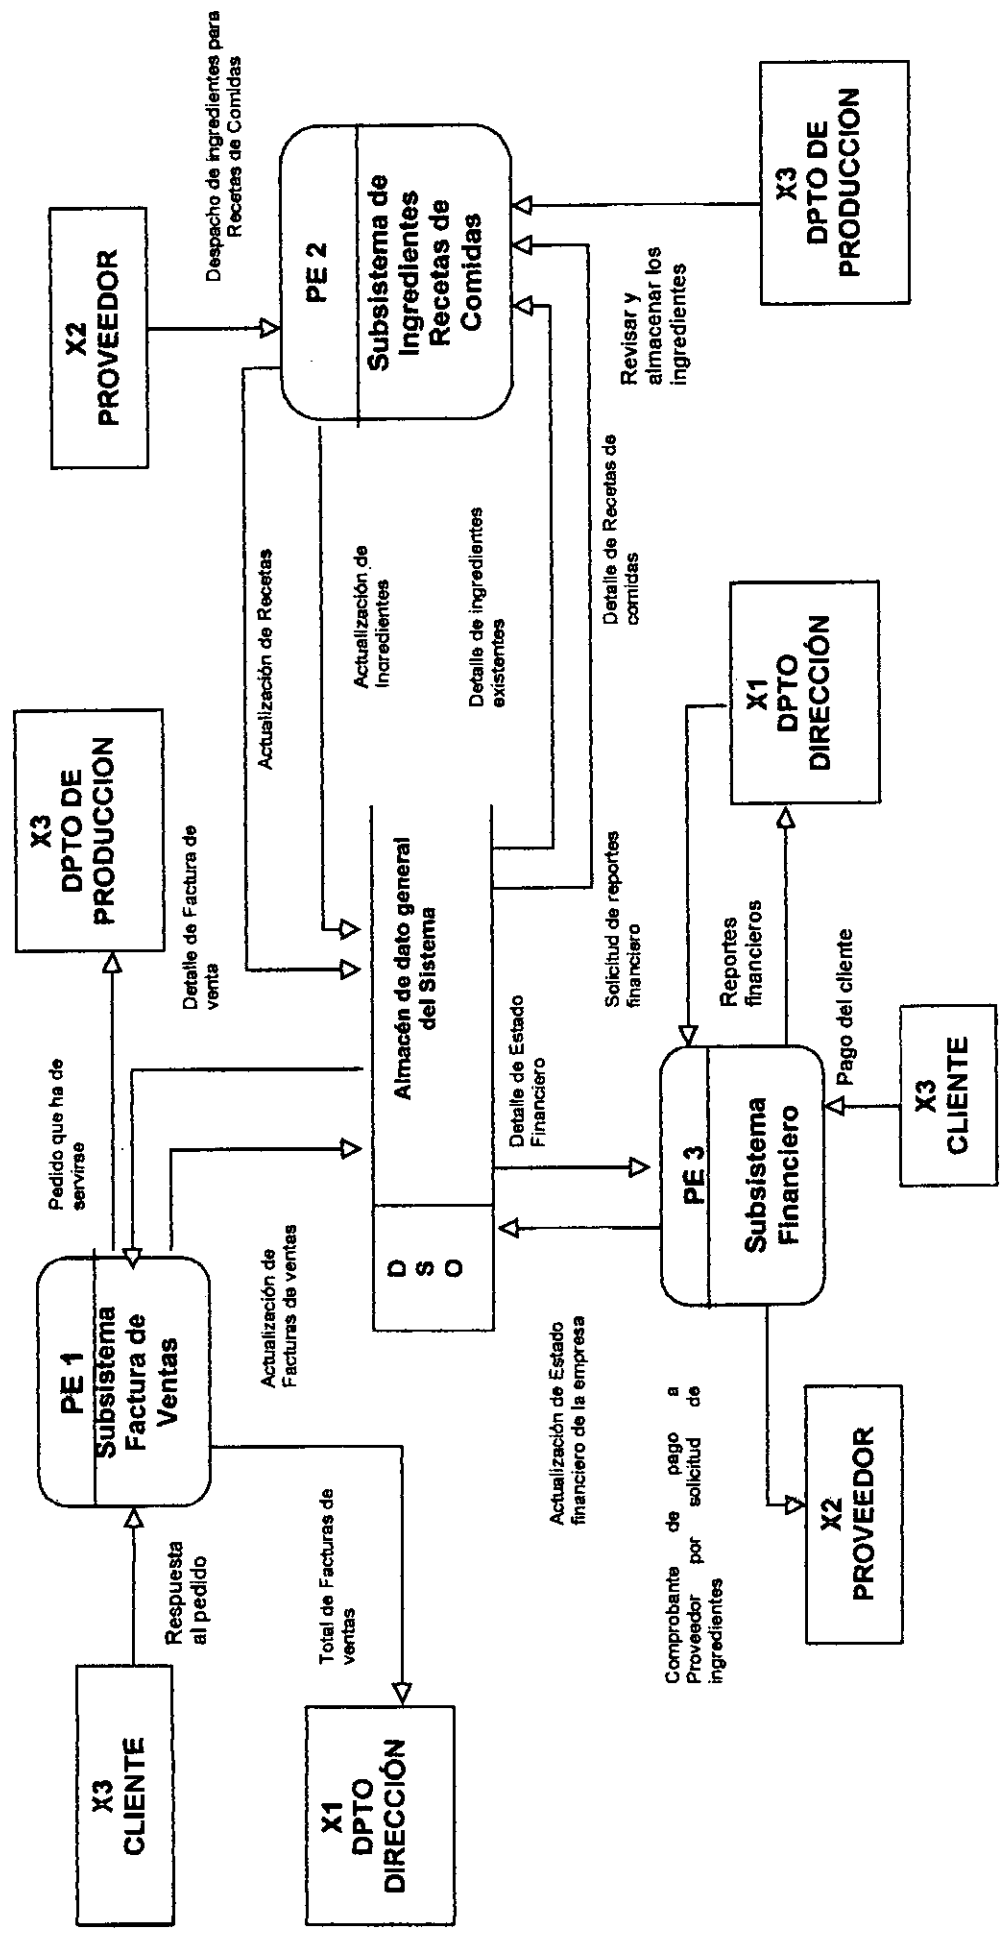 X3
CLIENTE
Respuesta
al pedido
PE 1
Subsistema
Factura de
Ventas
Pedido que ha de
servirse
X3
DPTO DE
PRODUCCION
Detalle de Factura de
venta
X2
PROVEEDOR
Despacho de ingredientes para
Recetas de Comidas
X1
DPTO
DIRECCIÓN
Total de Facturas de
ventas
Actualización de
Facturas de ventas
Actualización de Recetas
Actualización de
Incredientes
PE 2
Subsistema de
Ingredientes
Recetas de
Comidas
D
S
O
Almacén de dato general
del Sistema
Detalle de ingredientes
existentes
Detalle de Recetas de
comidas
Revisar y
almacenar los
ingredientes
X3
DPTO DE
PRODUCCION
Actualización de Estado
financiero de la empresa
Detalle de Estado
Financiero
Solicitud de reportes
financiero
Comprobante de pago a
Proveedor por solicitud de
ingredientes
PE 3
Subsistema
Financiero
Reportes
financieros
X1
DPTO
DIRECCIÓN
X2
PROVEEDOR
Pago del cliente
X3
CLIENTE